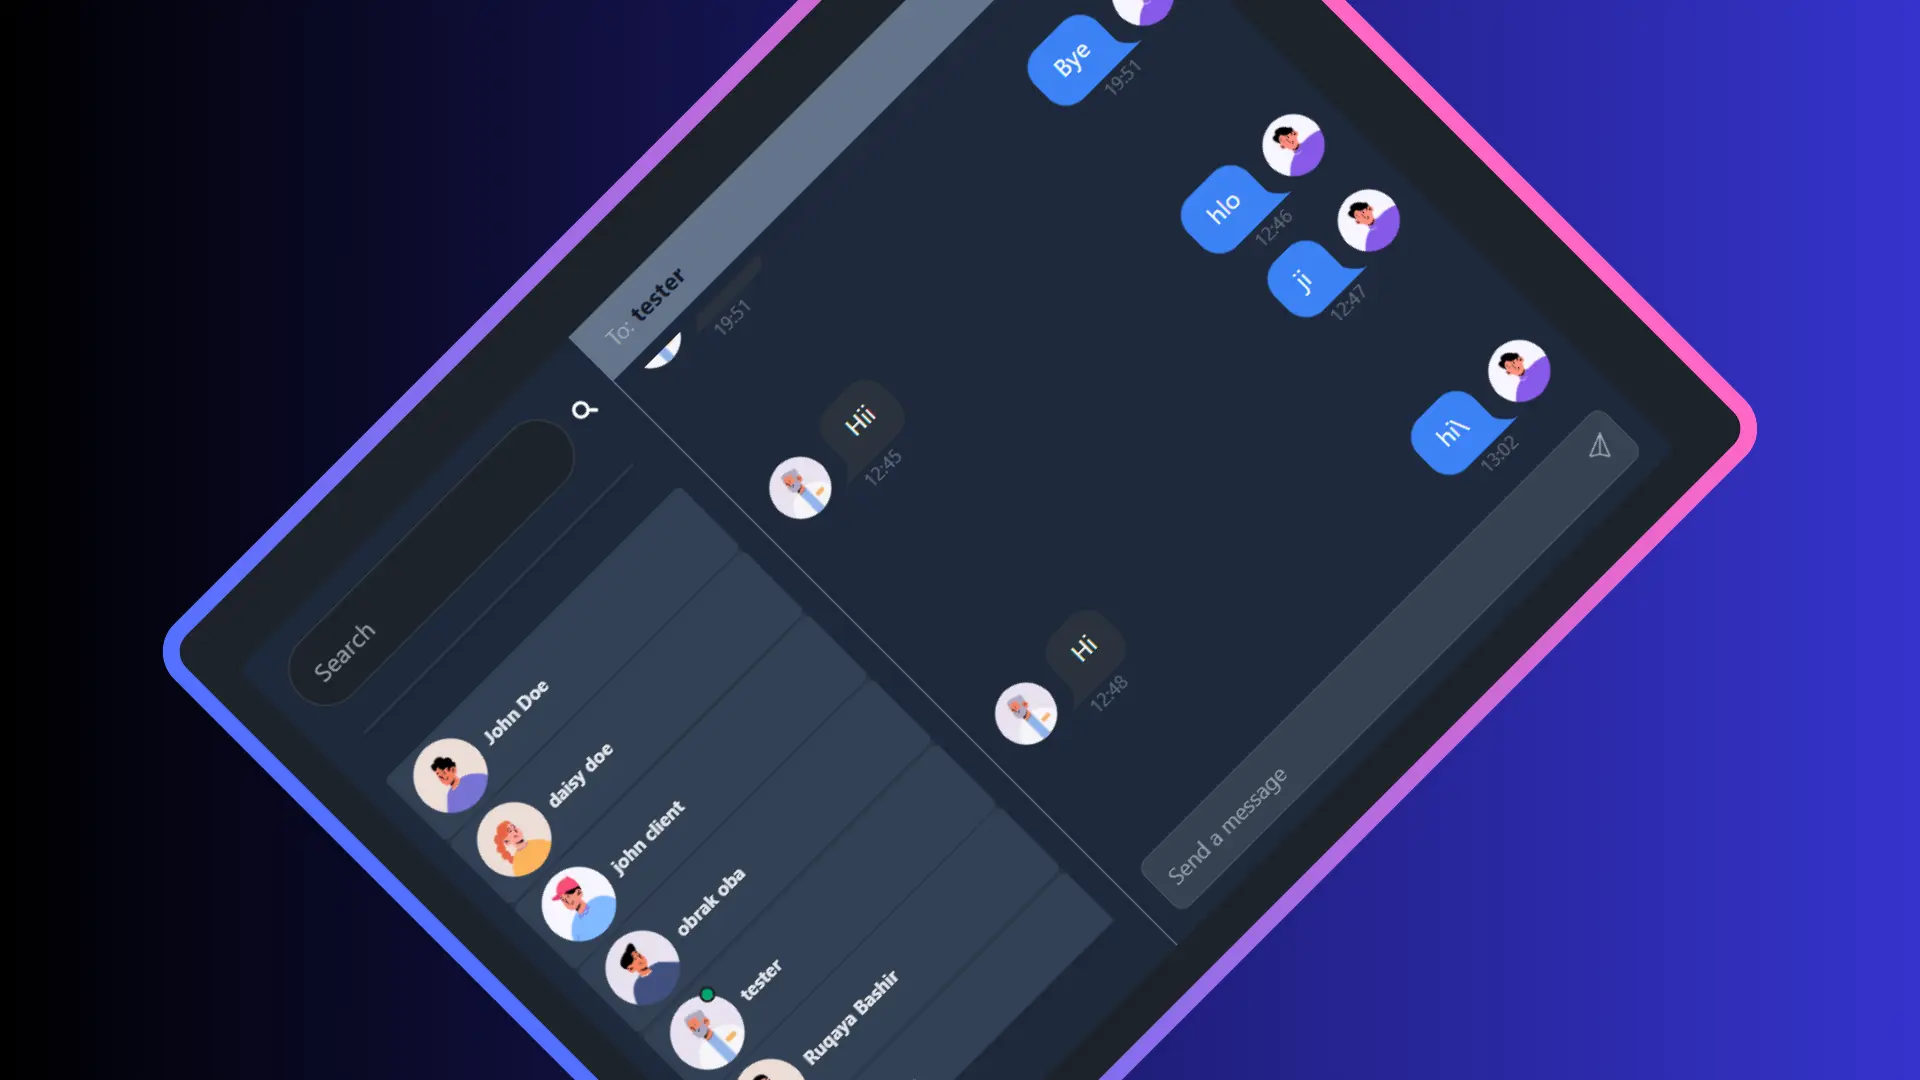 Search
John Doe
daisy doe
john client
obrak oba
tester
Ruqaya Bashir
To: tester
19:51
Bye
19:51
Hii
12:45
hlo
12:46
ji
12:47
Hi
12:48
hi\
13:02
Send a message